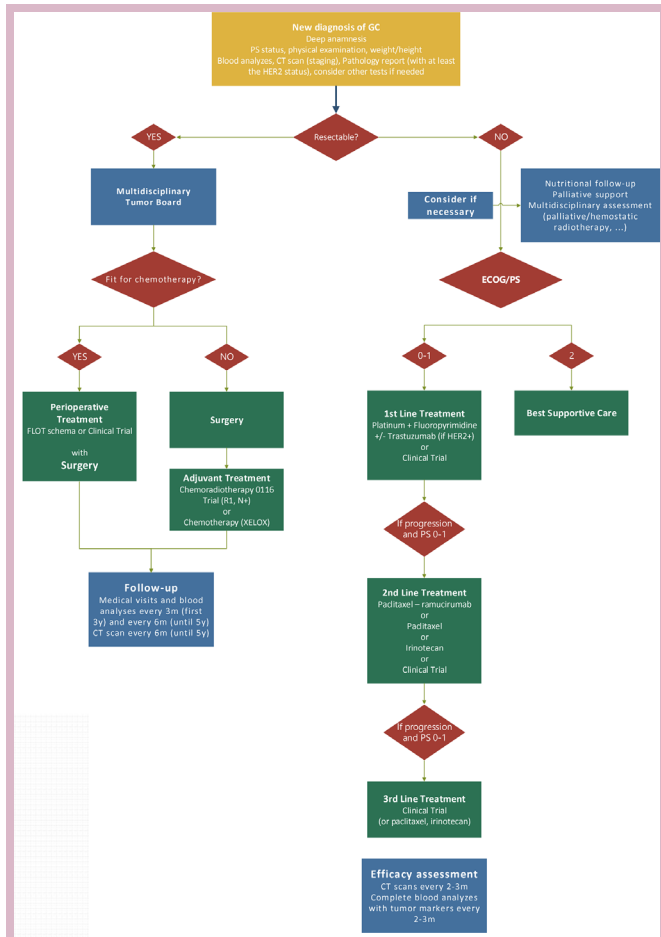 New diagnosis of GC
Deep anamnesis
PS status, physical examination, weight/height
Blood analyzes, CT scan (staging), Pathology report (with at least
the HER2 status), consider other tests if needed
Resectable?
YES
NO
Multidisciplinary
Tumor Board
Consider if
necessary
Nutritional follow-up
Palliative support
Multidisciplinary assessment
(palliative/hemostatic
radiotherapy, ...)
Fit for chemotherapy?
ECOG/PS
YES
NO
0-1
2
Perioperative
Treatment
FLOT schema or Clinical Trial
with
Surgery
Surgery
Adjuvant Treatment
Chemoradiotherapy 0116
Trial (R1, N+)
or
Chemotherapy (XELOX)
1st Line Treatment
Platinum + Fluoropyrimidine
+/- Trastuzumab (if HER2+)
or
Clinical Trial
Best Supportive Care
If progression
and PS 0-1
Follow-up
Medical visits and blood
analyses every 3m (first
3y) and every 6m (until 5y)
CT scan every 6m (until 5y)
2nd Line Treatment
Paclitaxel – ramucirumab
or
Paclitaxel
or
Irinotecan
or
Clinical Trial
If progression
and PS 0-1
3rd Line Treatment
Clinical Trial
(or paclitaxel, irinotecan)
Efficacy assessment
CT scans every 2-3m
Complete blood analyzes
with tumor markers every
2-3m